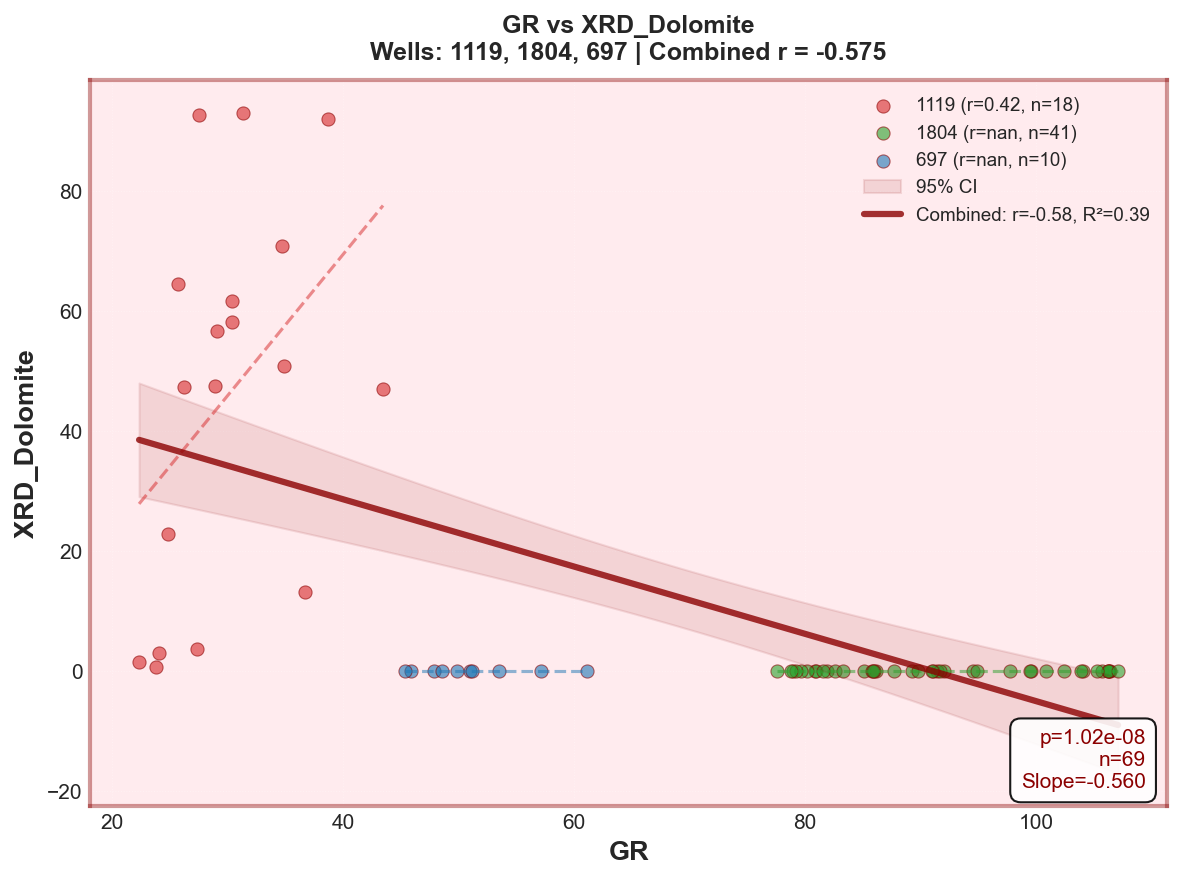 GR vs XRD_Dolomite
Wells: 1119, 1804, 697 | Combined r = -0.575
1119 (r=0.42, n=18)
1804 (r=nan, n=41)
697 (r=nan, n=10)
95% CI
Combined: r=-0.58, R²=0.39
XRD_Dolomite
80
60
40
20
0
−20
p=1.02e-08
n=69
Slope=-0.560
20 40 60 80 100
GR